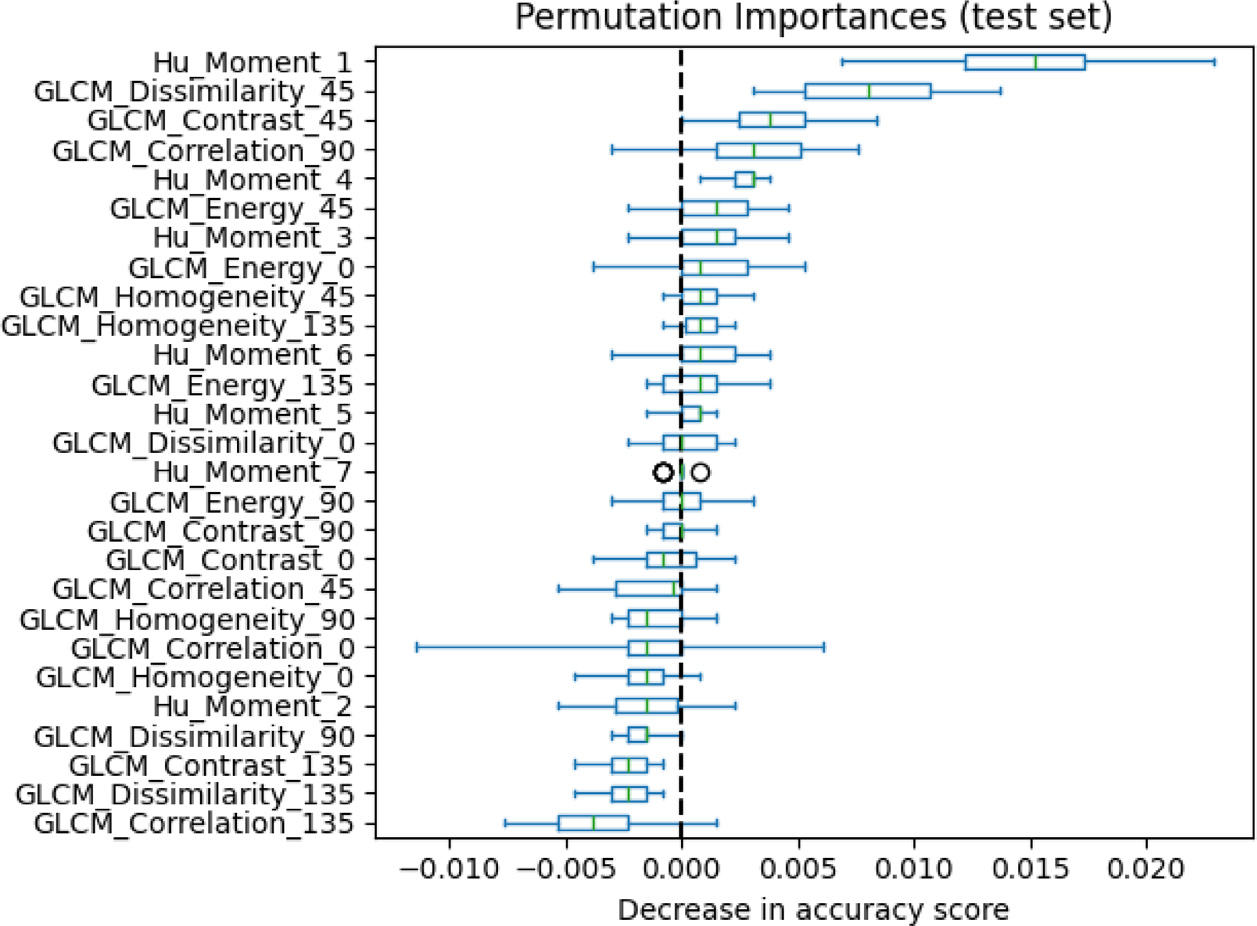 Permutation Importances (test set)
Hu_Moment_1
GLCM_Dissimilarity_45
GLCM_Contrast_45
GLCM_Correlation_90
Hu_Moment_4
GLCM_Energy_45
Hu_Moment_3
GLCM_Energy_0
GLCM_Homogeneity_45
GLCM_Homogeneity_135
Hu_Moment_6
GLCM_Energy_135
Hu_Moment_5
GLCM_Dissimilarity_0
Hu_Moment_7
GLCM_Energy_90
GLCM_Contrast_90
GLCM_Contrast_0
GLCM_Correlation_45
GLCM_Homogeneity_90
GLCM_Correlation_0
GLCM_Homogeneity_0
Hu_Moment_2
GLCM_Dissimilarity_90
GLCM_Contrast_135
GLCM_Dissimilarity_135
GLCM_Correlation_135
−0.010 −0.005 0.000 0.005 0.010 0.015 0.020
Decrease in accuracy score